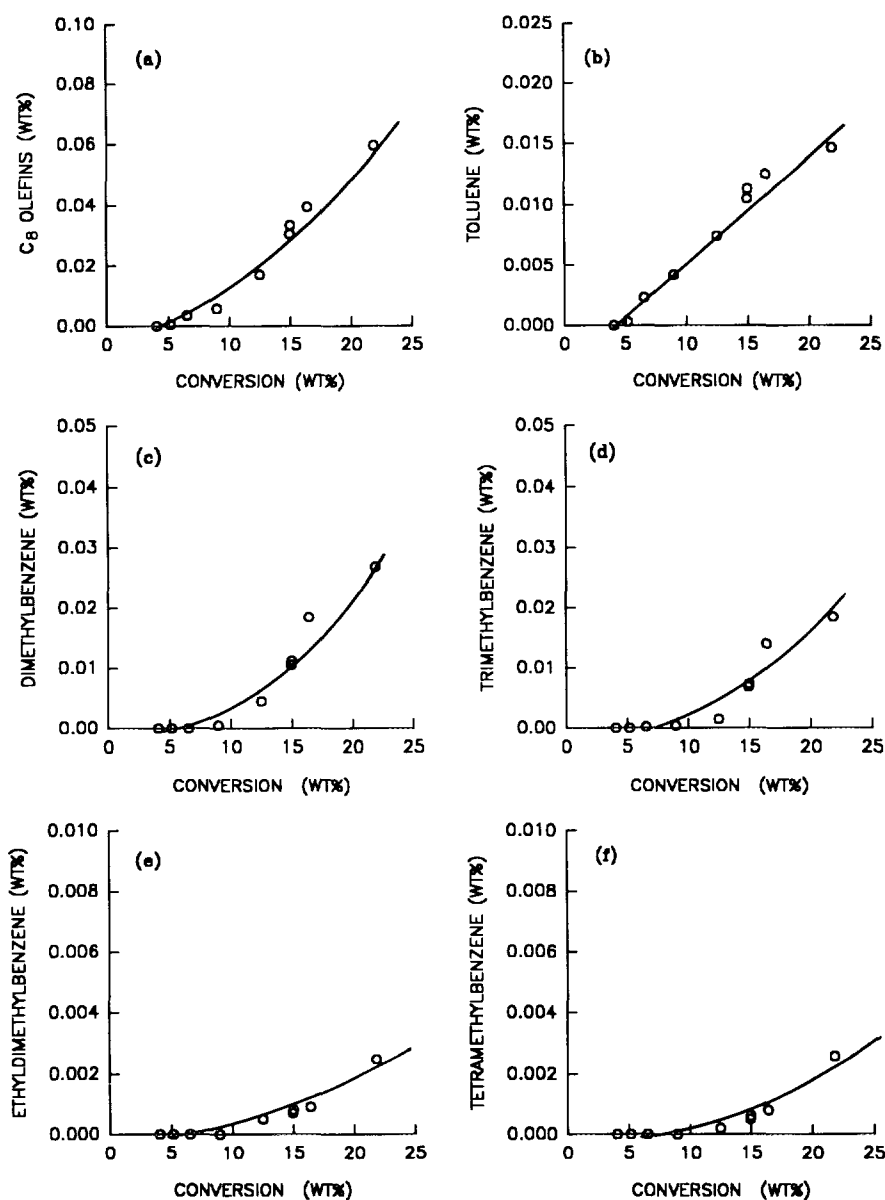 (a)
C8 OLEFINS (WT%)
0.10
0.08
0.06
0.04
0.02
0.00
0 5 10 15 20 25
CONVERSION (WT%)
(b)
TOLUENE (WT%)
0.025
0.020
0.015
0.010
0.005
0.000
0 5 10 15 20 25
CONVERSION (WT%)
(c)
DIMETHYLBENZENE (WT%)
0.05
0.04
0.03
0.02
0.01
0.00
0 5 10 15 20 25
CONVERSION (WT%)
(d)
TRIMETHYLBENZENE (WT%)
0.05
0.04
0.03
0.02
0.01
0.00
0 5 10 15 20 25
CONVERSION (WT%)
(e)
ETHYLDIMETHYLBENZENE (WT%)
0.010
0.008
0.006
0.004
0.002
0.000
0 5 10 15 20 25
CONVERSION (WT%)
(f)
TETRAMETHYLBENZENE (WT%)
0.010
0.008
0.006
0.004
0.002
0.000
0 5 10 15 20 25
CONVERSION (WT%)